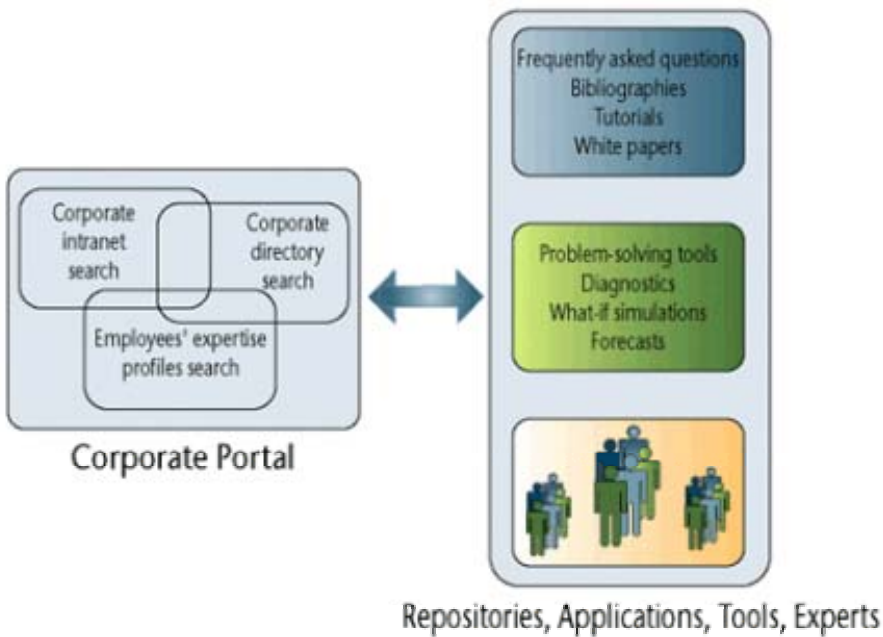 Corporate
intranet
search
Corporate
directory
search
Employees' expertise
profiles search
Corporate Portal
Frequently asked questions
Bibliographies
Tutorials
White papers
Problem-solving tools
Diagnostics
What-if simulations
Forecasts
Repositories, Applications, Tools, Experts